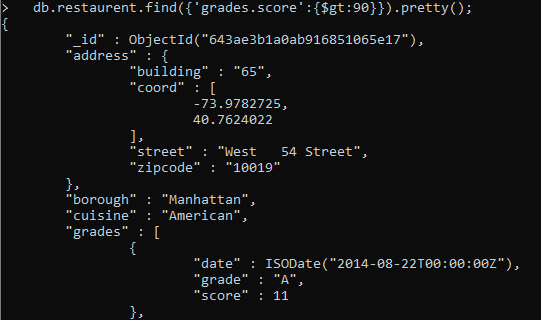 > db.restaurent.find({'grades.score':{$gt:90}}).pretty();
{
"_id" : ObjectId("643ae3b1a0ab916851065e17"),
"address" : {
"building" : "65",
"coord" : [
-73.9782725,
40.7624022
],
"street" : "West   54 Street",
"zipcode" : "10019"
},
"borough" : "Manhattan",
"cuisine" : "American",
"grades" : [
{
"date" : ISODate("2014-08-22T00:00:00Z"),
"grade" : "A",
"score" : 11
},